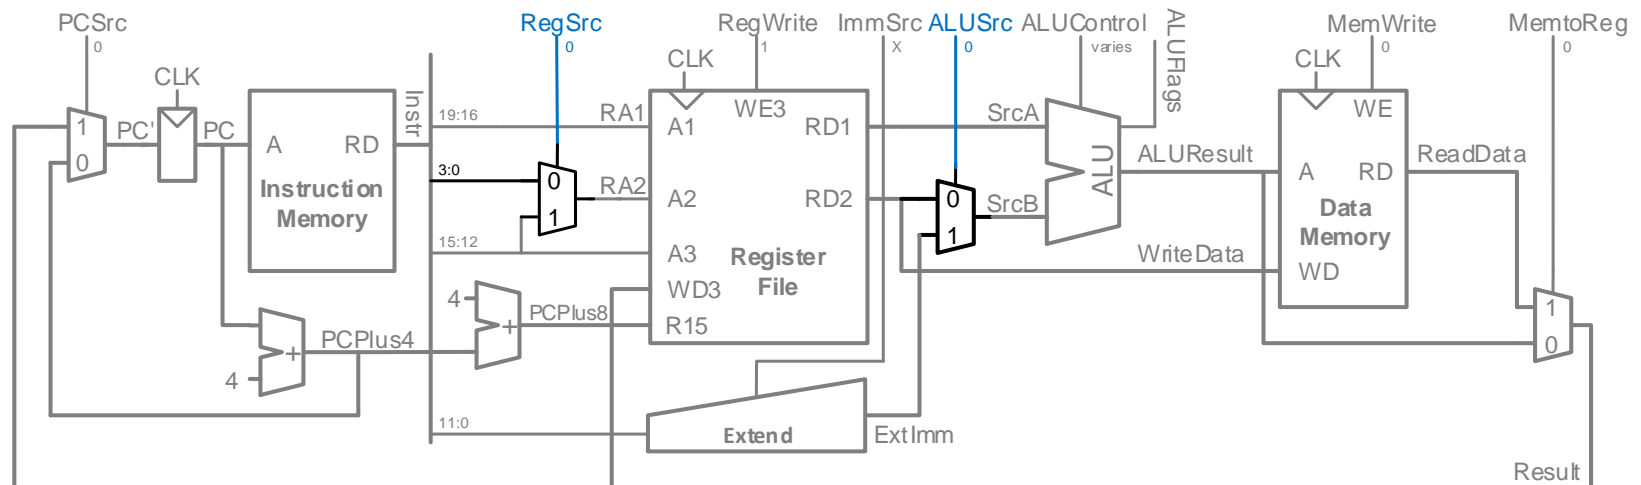 PCSrc
0
RegSrc
0
RegWrite
1
ImmSrc
X
ALUSrc
0
ALUControl
varies
ALUFlags
MemWrite
0
MemtoReg
0
CLK
CLK
CLK
1
0
PC'
PC
A
RD
Instruction
Memory
Instr
19:16
RA1
3:0
0
1
RA2
15:12
A1
WE3
RD1
A2
RD2
A3
Register
File
WD3
R15
SrcA
0
1
SrcB
ALU
ALUResult
WriteData
WE
A
RD
Data
Memory
WD
ReadData
1
0
4
+
PCPlus4
4
+
PCPlus8
11:0
Extend
ExtImm
Result